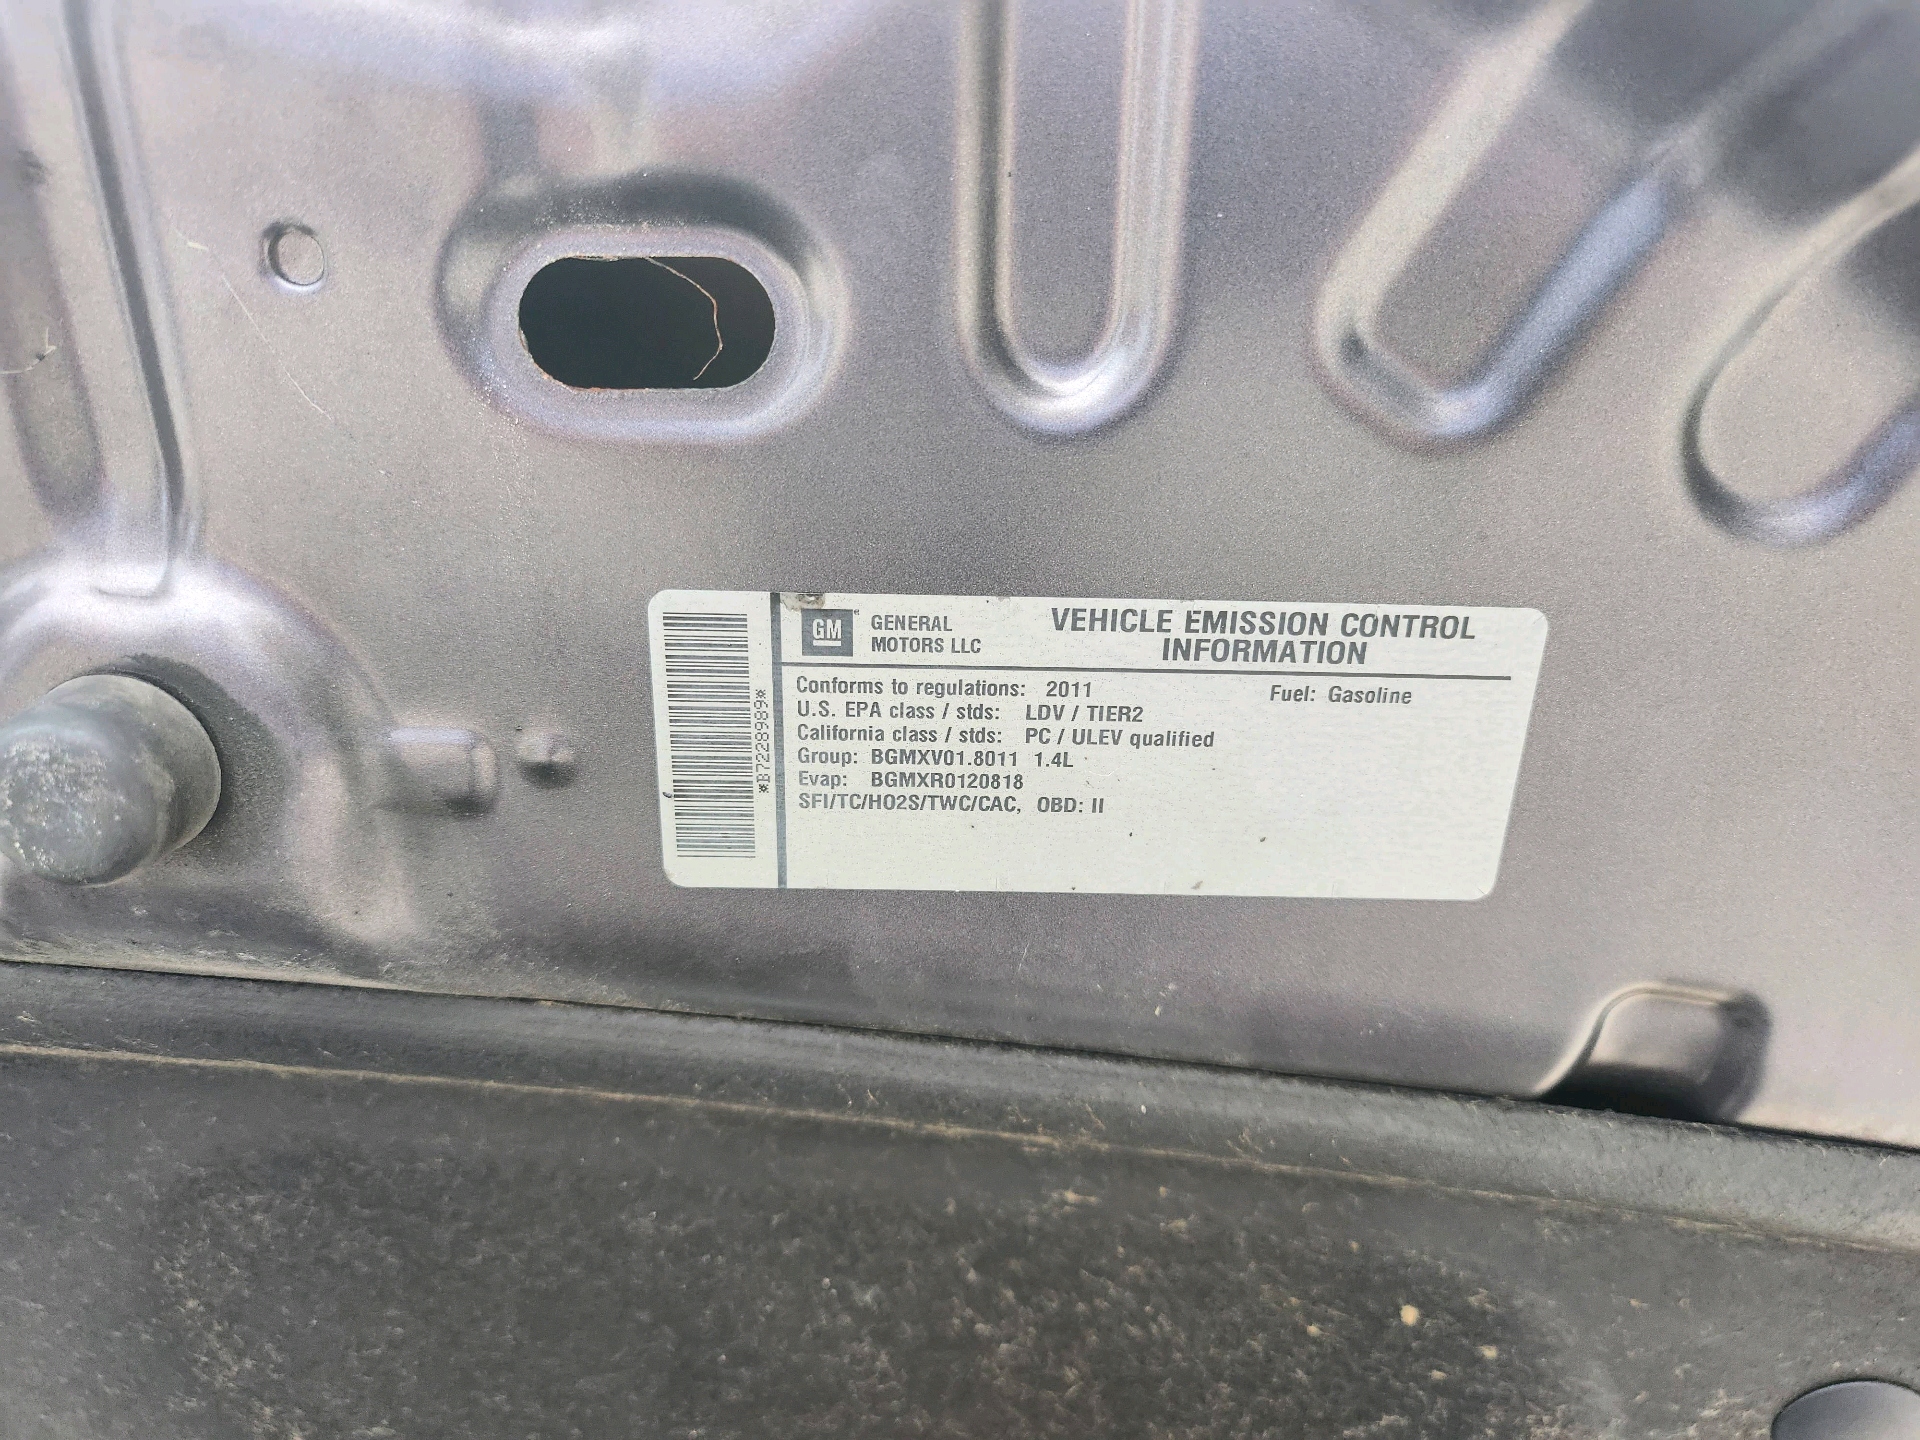 GM
GENERAL
MOTORS LLC
VEHICLE EMISSION CONTROL
INFORMATION
Conforms to regulations: 2011
Fuel: Gasoline
U.S. EPA class / stds: LDV / TIER2
California class / stds: PC / ULEV qualified
Group: BGMXV01.8011 1.4L
Evap: BGMXR0120818
SFI/TC/HO2S/TWC/CAC, OBD: II
*B7228989*